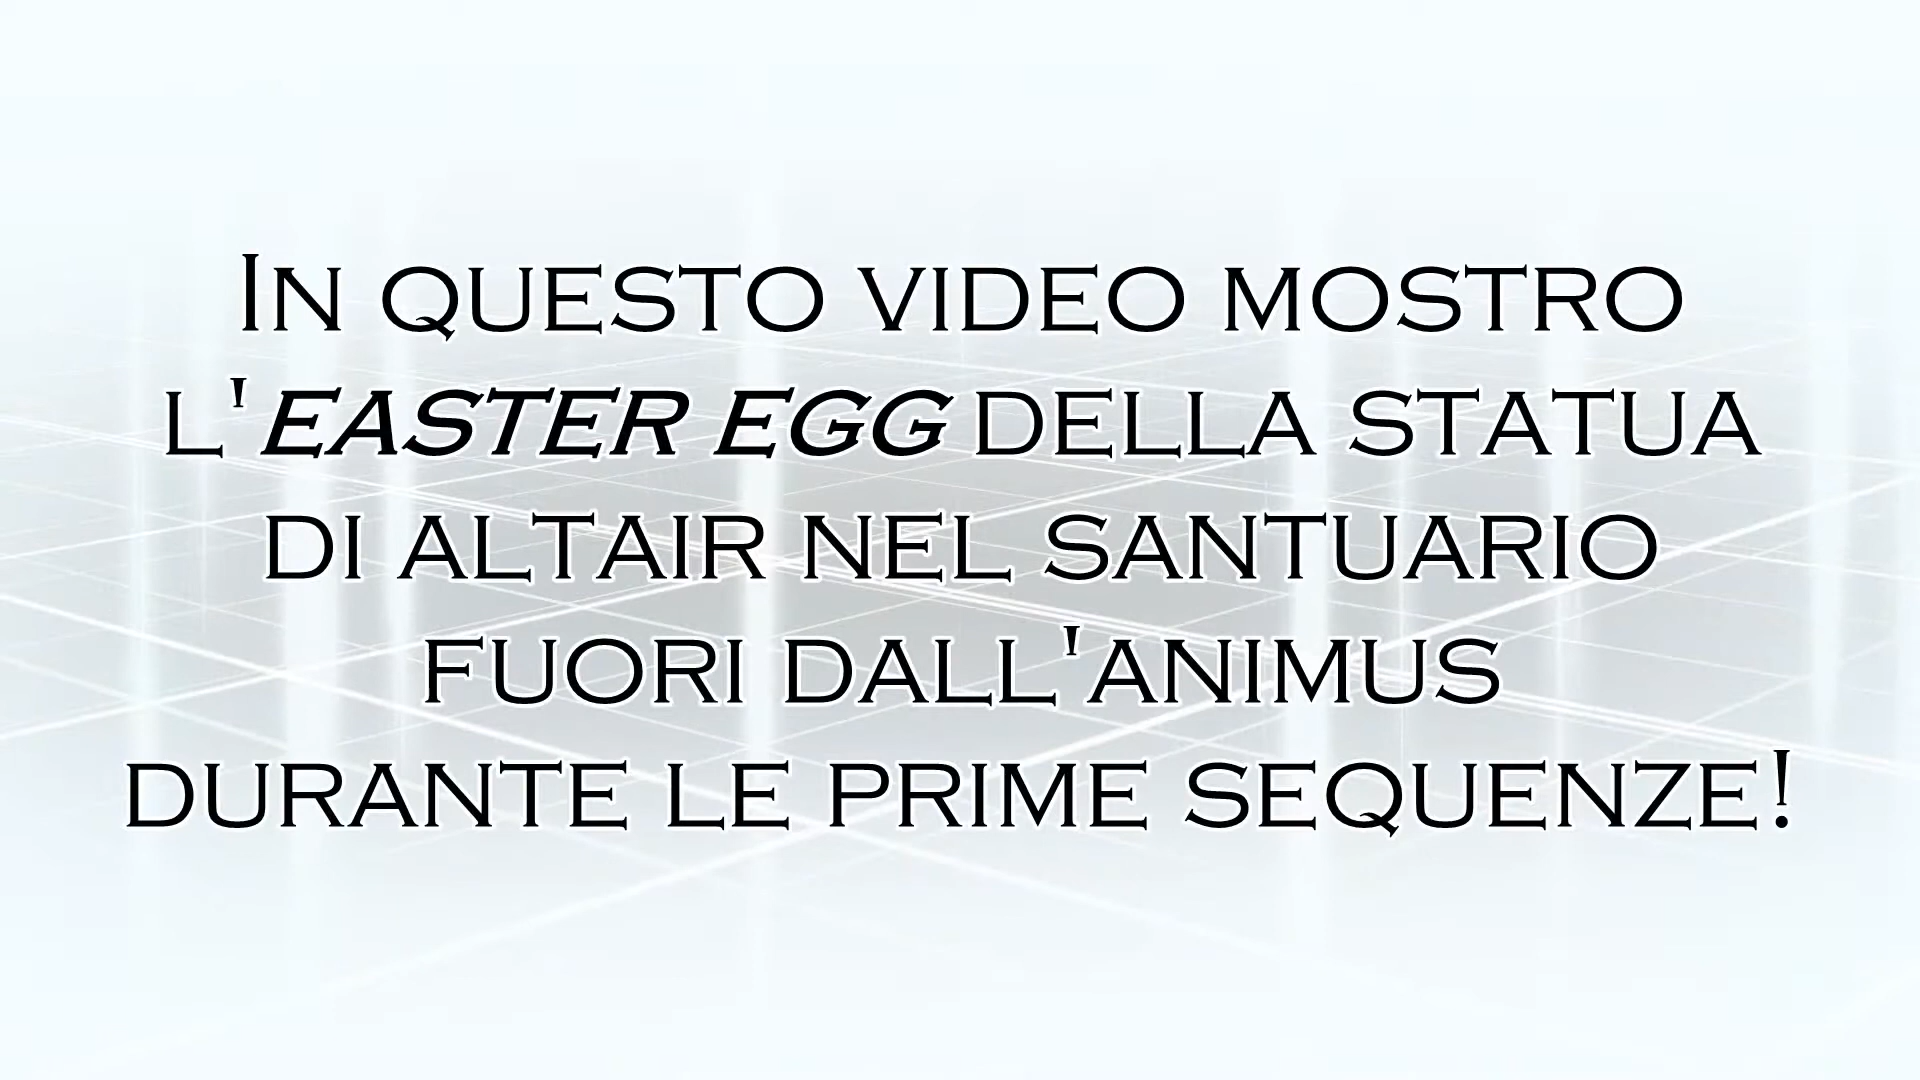 In questo video mostro
l'easter egg della statua
di altair nel santuario
fuori dall'animus
durante le prime sequenze!